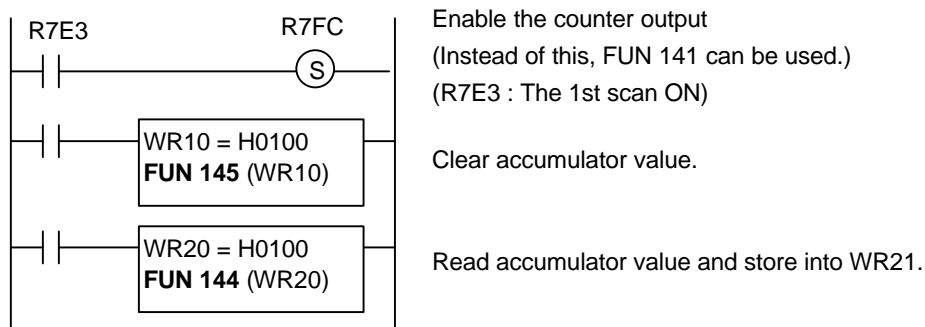 R7E3
R7FC
S
Enable the counter output
(Instead of this, FUN 141 can be used.)
(R7E3 : The 1st scan ON)
WR10 = H0100
FUN 145 (WR10)
Clear accumulator value.
WR20 = H0100
FUN 144 (WR20)
Read accumulator value and store into WR21.